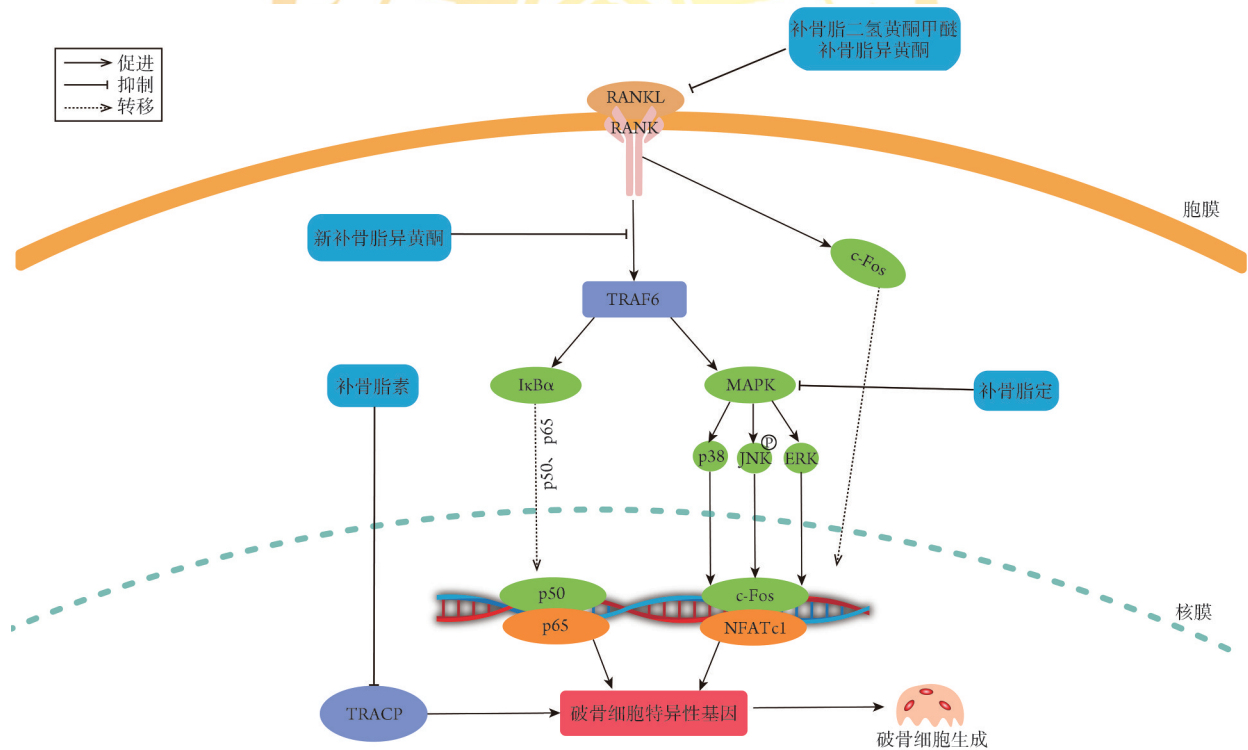 促进
抑制
转移
补骨脂二氢黄酮甲醚
补骨脂异黄酮
RANKL
RANK
胞膜
新补骨脂异黄酮
c-Fos
TRAF6
补骨脂素
IκBα
MAPK
补骨脂定
p50、p65
p38
JNK
P
ERK
p50
p65
c-Fos
NFATc1
核膜
TRACP
破骨细胞特异性基因
破骨细胞生成